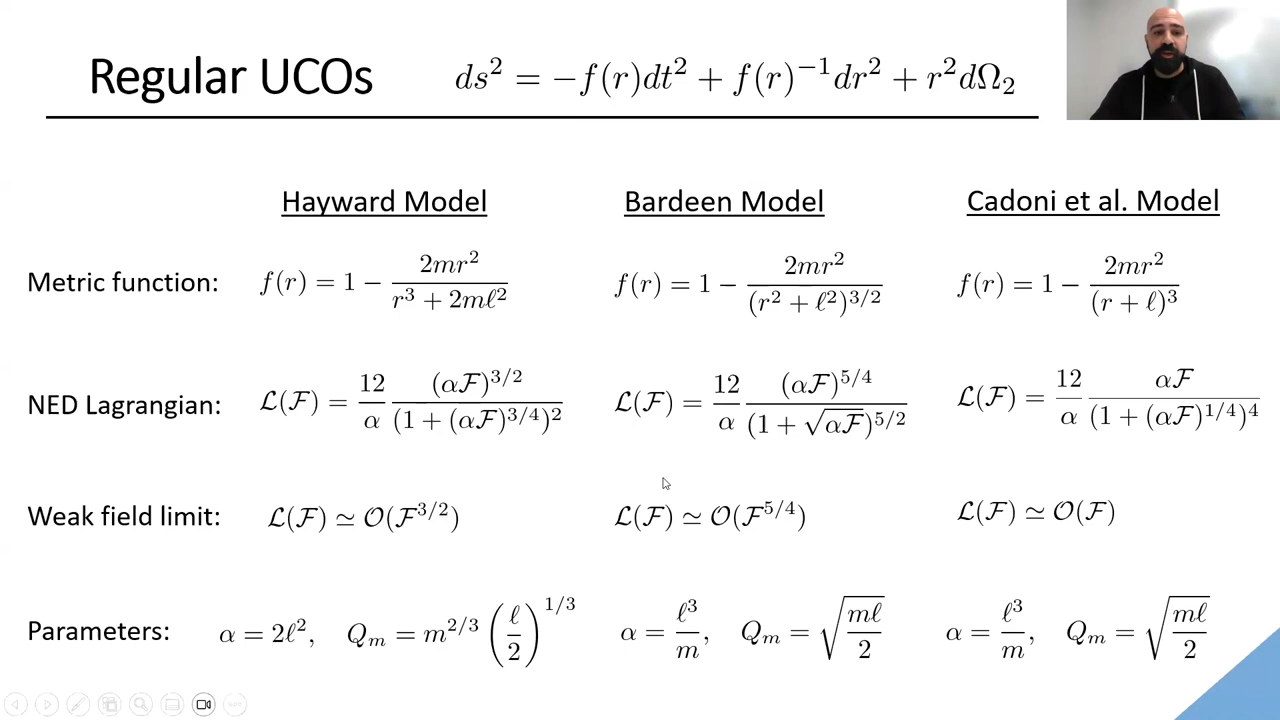 Regular UCOs ds² = −f(r)dt² + f(r)⁻¹dr² + r²dΩ₂
Hayward Model Bardeen Model Cadoni et al. Model
Metric function: f(r) = 1 − 2mr²/(r³ + 2mℓ²) f(r) = 1 − 2mr²/(r² + ℓ²)^{3/2} f(r) = 1 − 2mr²/(r + ℓ)³
NED Lagrangian: ℒ(ℱ) = 12/α (αℱ)^{3/2}/(1 + (αℱ)^{3/4})² ℒ(ℱ) = 12/α (αℱ)^{5/4}/(1 + √αℱ)^{5/2} ℒ(ℱ) = 12/α αℱ/(1 + (αℱ)^{1/4})⁴
Weak field limit: ℒ(ℱ) ≃ 𝒪(ℱ^{3/2}) ℒ(ℱ) ≃ 𝒪(ℱ^{5/4}) ℒ(ℱ) ≃ 𝒪(ℱ)
Parameters: α = 2ℓ², Qₘ = m^{2/3} (ℓ/2)^{1/3} α = ℓ³/m, Qₘ = √(mℓ/2) α = ℓ³/m, Qₘ = √(mℓ/2)